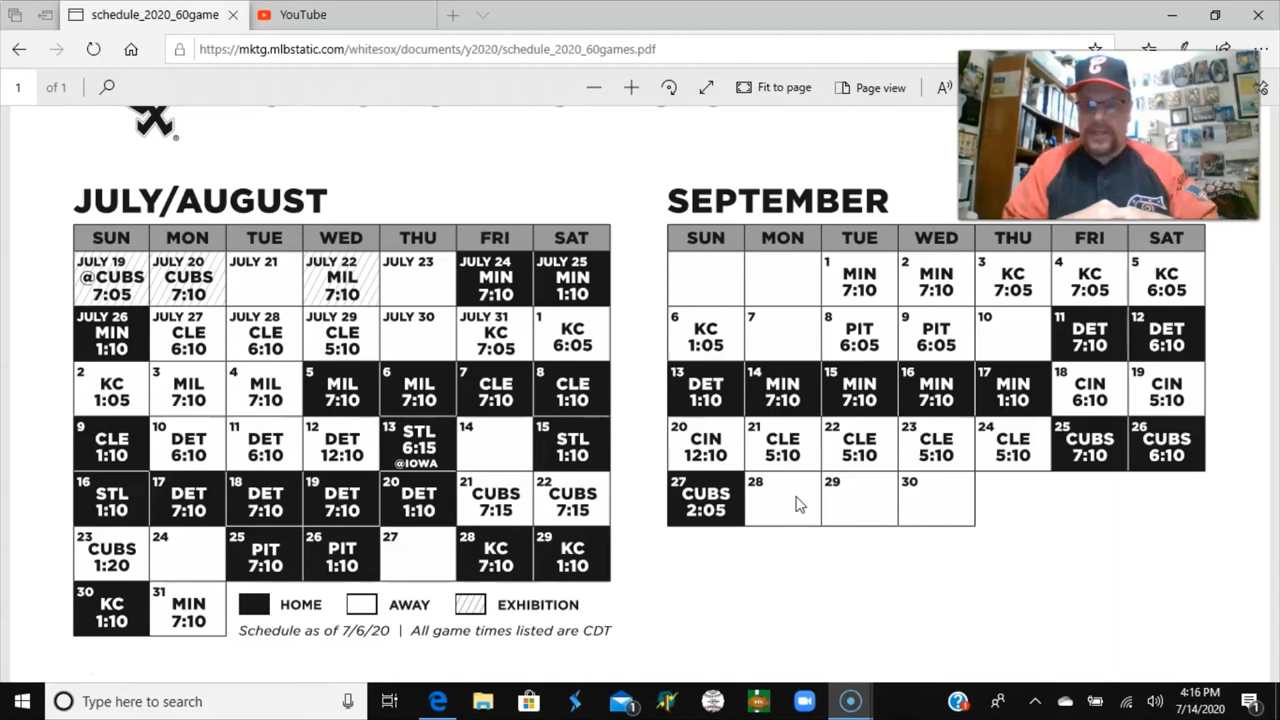 schedule_2020_60game
YouTube
https://mktg.mlbstatic.com/whitesox/documents/y2020/schedule_2020_60games.pdf
1 of 1
Fit to page
Page view
JULY/AUGUST
SUN MON TUE WED THU FRI SAT
JULY 19 @CUBS 7:05
JULY 20 CUBS 7:10
JULY 21
JULY 22 MIL 7:10
JULY 23
JULY 24 MIN 7:10
JULY 25 MIN 1:10
JULY 26 MIN 1:10
JULY 27 CLE 6:10
JULY 28 CLE 6:10
JULY 29 CLE 5:10
JULY 30
JULY 31 KC 7:05
1 KC 6:05
2 KC 1:05
3 MIL 7:10
4 MIL 7:10
5 MIL 7:10
6 MIL 7:10
7 CLE 7:10
8 CLE 1:10
9 CLE 1:10
10 DET 6:10
11 DET 6:10
12 DET 12:10
13 STL 6:15 @IOWA
14
15 STL 1:10
16 STL 1:10
17 DET 7:10
18 DET 7:10
19 DET 7:10
20 DET 1:10
21 CUBS 7:15
22 CUBS 7:15
23 CUBS 1:20
24
25 PIT 7:10
26 PIT 1:10
27
28 KC 7:10
29 KC 1:10
30 KC 1:10
31 MIN 7:10
HOME AWAY EXHIBITION
Schedule as of 7/6/20 | All game times listed are CDT
SEPTEMBER
SUN MON TUE WED THU FRI SAT
1 MIN 7:10
2 MIN 7:10
3 KC 7:05
4 KC 7:05
5 KC 6:05
6 KC 1:05
7
8 PIT 6:05
9 PIT 6:05
10
11 DET 7:10
12 DET 6:10
13 DET 1:10
14 MIN 7:10
15 MIN 7:10
16 MIN 7:10
17 MIN 1:10
18 CIN 6:10
19 CIN 5:10
20 CIN 12:10
21 CLE 5:10
22 CLE 5:10
23 CLE 5:10
24 CLE 5:10
25 CUBS 7:10
26 CUBS 6:10
27 CUBS 2:05
28
29
30
Type here to search
4:16 PM
7/14/2020